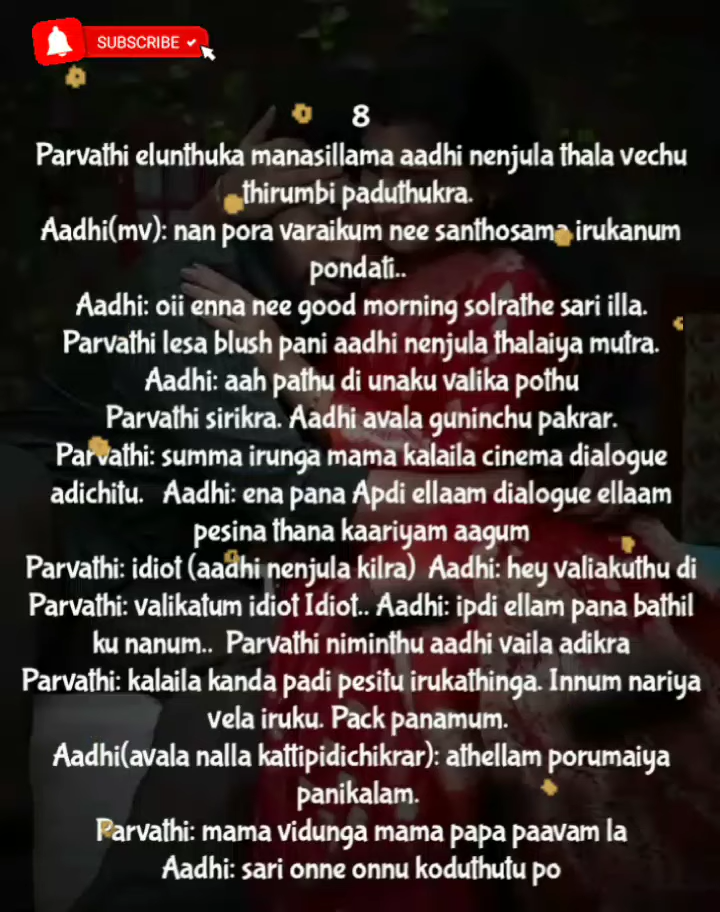 SUBSCRIBE
8
Parvathi elunthuka manasillama aadhi nenjula thala vechu
thirumbi paduthukra.
Aadhi(mv): nan pora varaikum nee santhosama irukanum
pondati..
Aadhi: oii enna nee good morning solrathe sari illa.
Parvathi lesa blush pani aadhi nenjula thalaiya mutra.
Aadhi: aah pathu di unaku valika pothu
Parvathi sirikra. Aadhi avala guninchu pakrar.
Parvathi: summa irunga mama kalaila cinema dialogue
adichitu. Aadhi: ena pana Apdi ellaam dialogue ellaam
pesina thana kaariyam aagum
Parvathi: idiot (aadhi nenjula kilra) Aadhi: hey valiakuthu di
Parvathi: valikatum idiot Idiot.. Aadhi: ipdi ellam pana bathil
ku nanum.. Parvathi niminthu aadhi vaila adikra
Parvathi: kalaila kanda padi pesitu irukathinga. Innum nariya
vela iruku. Pack panamum.
Aadhi(avala nalla kattipidichikrar): athellam porumaiya
panikalam.
Parvathi: mama vidunga mama papa paavam la
Aadhi: sari onne onnu koduthutu po